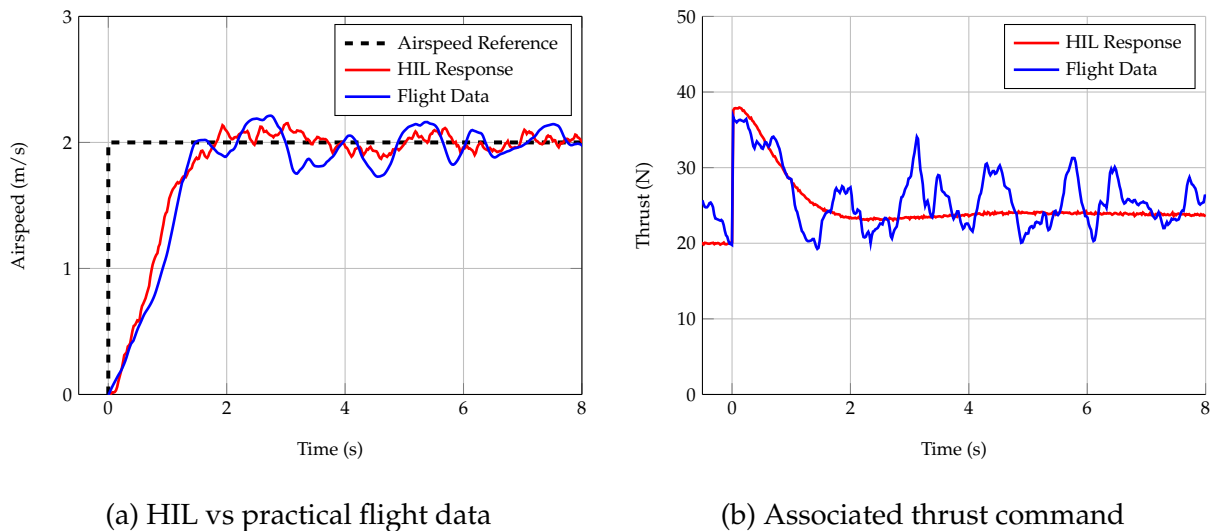 3
2
1
0
Airspeed (m/s)
0 2 4 6 8
Time (s)
Airspeed Reference
HIL Response
Flight Data
(a) HIL vs practical flight data
50
40
30
20
10
0
Thrust (N)
0 2 4 6 8
Time (s)
HIL Response
Flight Data
(b) Associated thrust command